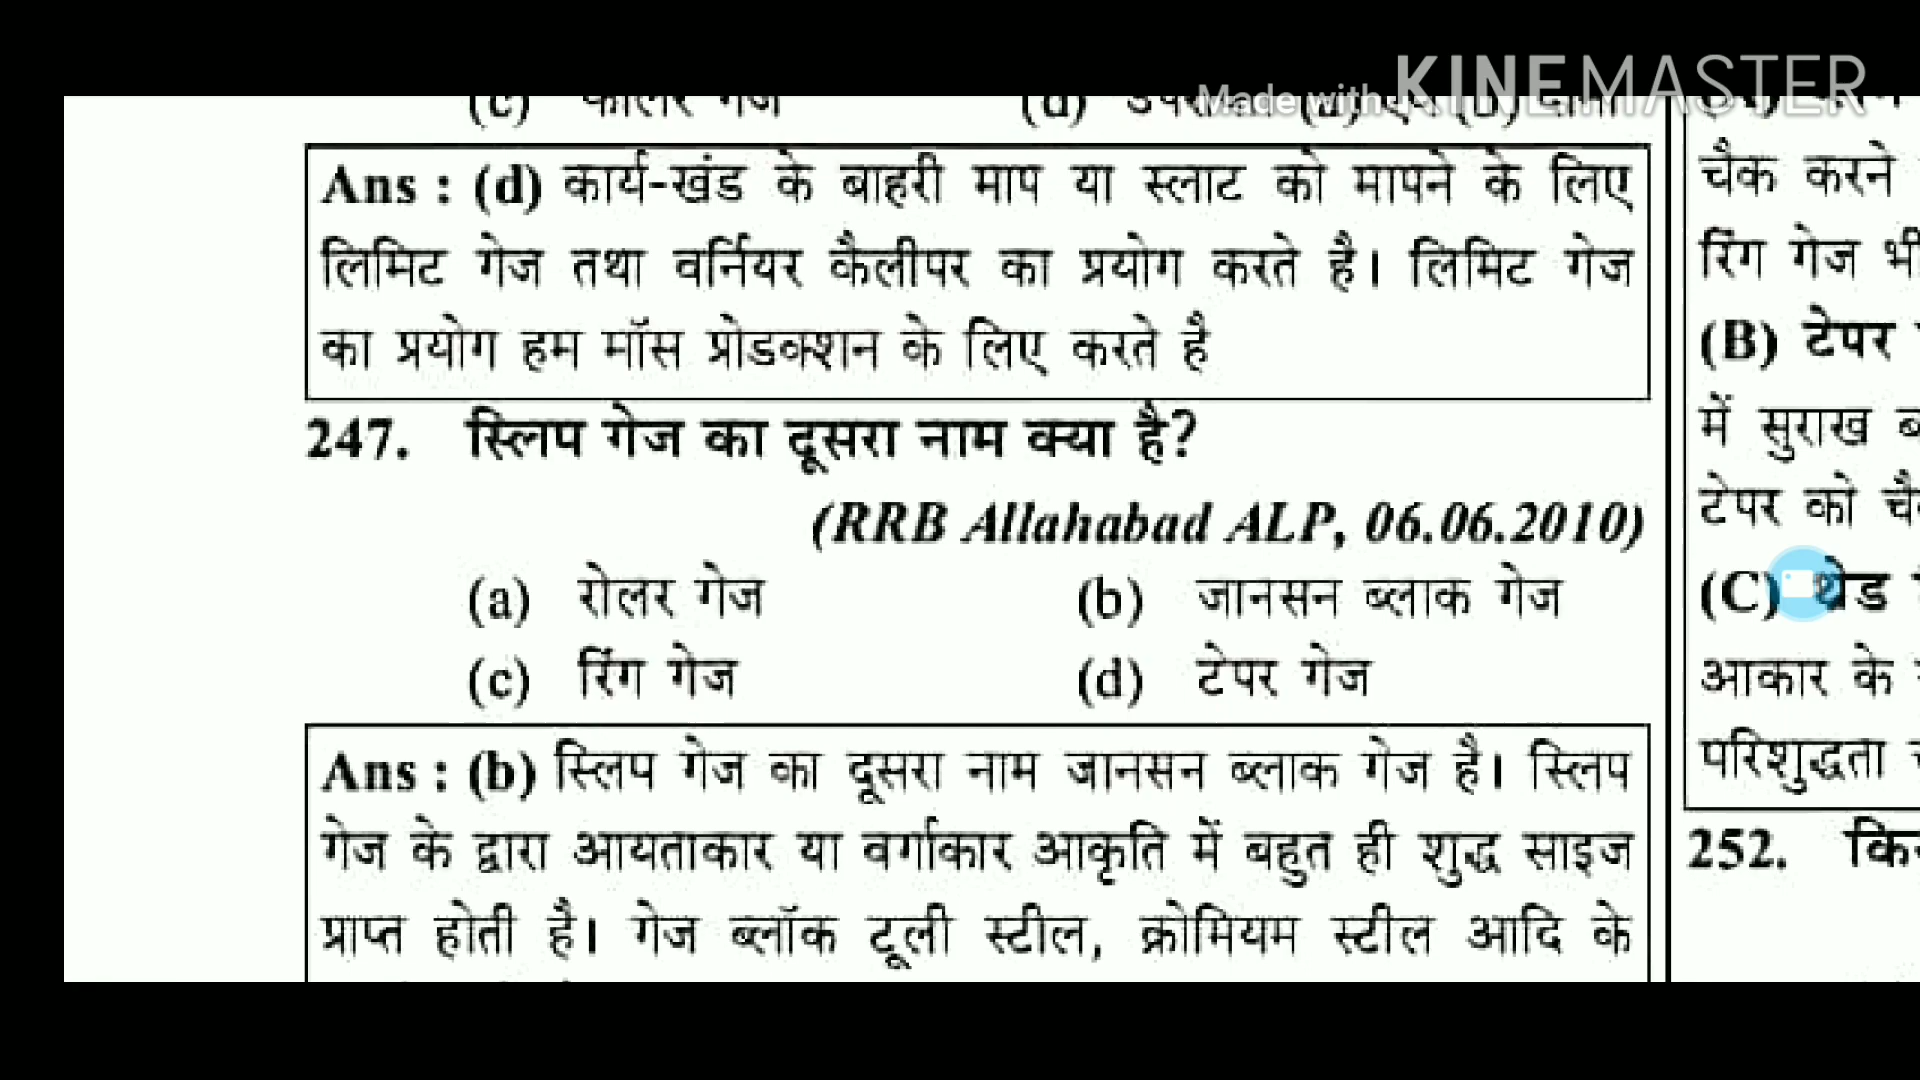 Made with KINEMASTER
(c) कालर गेज (d)
Ans : (d) कार्य-खंड के बाहरी माप या स्लाट को मापने के लिए
लिमिट गेज तथा वर्नियर कैलीपर का प्रयोग करते है। लिमिट गेज
का प्रयोग हम मॉस प्रोडक्शन के लिए करते है
247. स्लिप गेज का दूसरा नाम क्या है?
(RRB Allahabad ALP, 06.06.2010)
(a) रोलर गेज (b) जानसन ब्लाक गेज
(c) रिंग गेज (d) टेपर गेज
Ans : (b) स्लिप गेज का दूसरा नाम जानसन ब्लाक गेज है। स्लिप
गेज के द्वारा आयताकार या वर्गाकार आकृति में बहुत ही शुद्ध साइज
प्राप्त होती है। गेज ब्लॉक टूली स्टील, क्रोमियम स्टील आदि के
चैक करने
रिंग गेज भी
(B) टेपर
में सुराख
टेपर को
(C) थ्रेड
आकार के
परिशुद्धता
252.